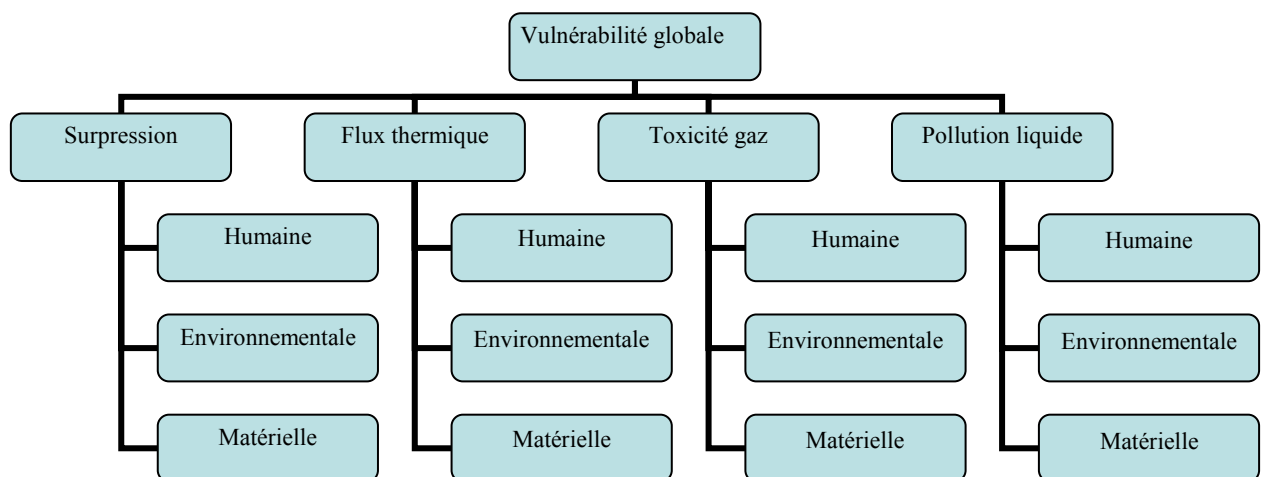 Vulnérabilité globale
Surpression
Flux thermique
Toxicité gaz
Pollution liquide
Humaine
Humaine
Humaine
Humaine
Environnementale
Environnementale
Environnementale
Environnementale
Matérielle
Matérielle
Matérielle
Matérielle